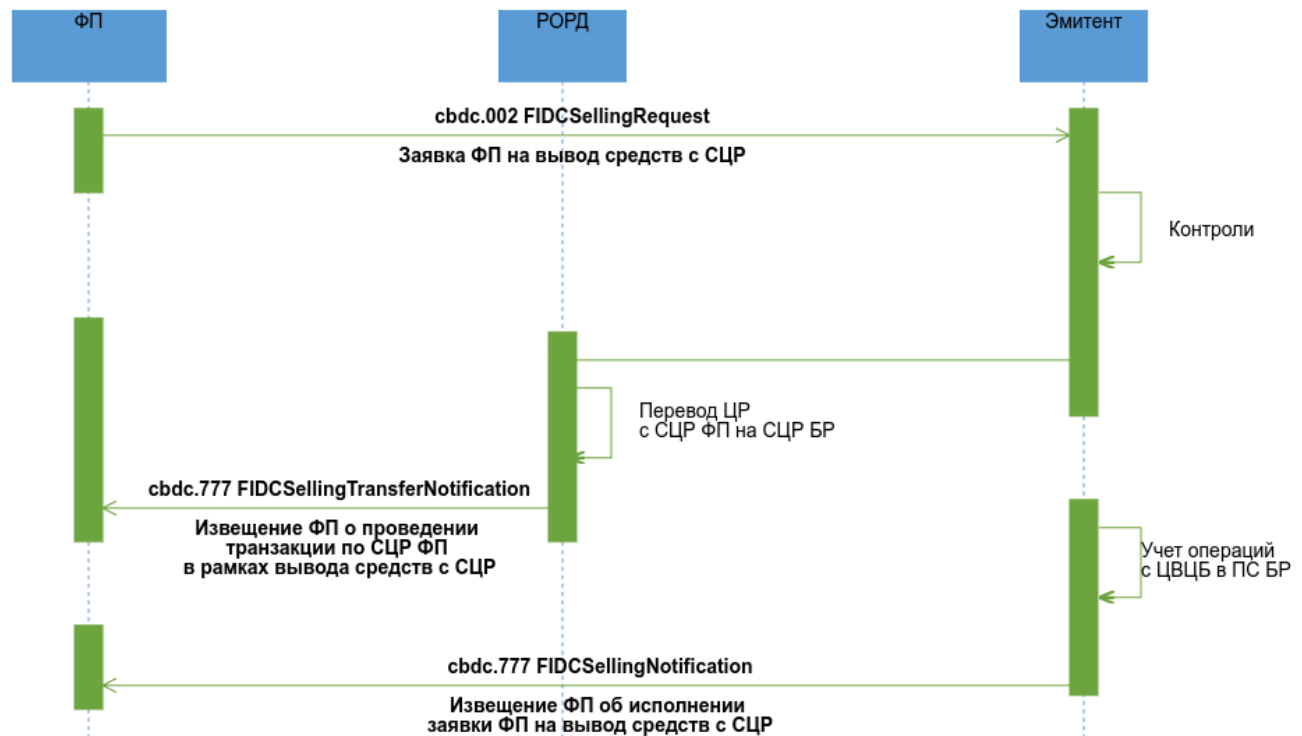 ФП
РОРД
Эмитент
cbdc.002 FIDCSellingRequest
Заявка ФП на вывод средств с СЦР
Контроли
Перевод ЦР
с СЦР ФП на СЦР БР
cbdc.777 FIDCSellingTransferNotification
Извещение ФП о проведении
транзакции по СЦР ФП
в рамках вывода средств с СЦР
Учет операций
с ЦВЦБ в ПС БР
cbdc.777 FIDCSellingNotification
Извещение ФП об исполнении
заявки ФП на вывод средств с СЦР